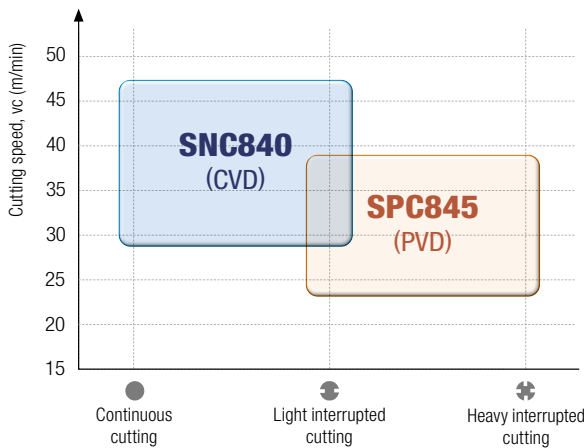 Cutting speed, vc (m/min)
50
45
40
35
30
25
20
15
SNC840
(CVD)
SPC845
(PVD)
Continuous
cutting
Light interrupted
cutting
Heavy interrupted
cutting